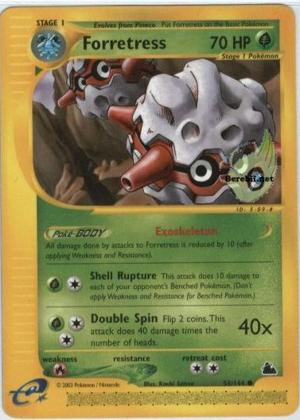 STAGE 1
Evolves from Pineco. Put Forretress on the Basic Pokémon.
Forretress 70 HP
Stage 1 Pokémon
Serebii.net
Poké-BODY Exoskeleton
All damage done by attacks to Forretress is reduced by 10 (after
applying Weakness and Resistance).
Shell Rupture This attack does 10 damage to
each of your opponent's Benched Pokémon. (Don't
apply Weakness and Resistance for Benched Pokémon.)
Double Spin Flip 2 coins. This
attack does 40 damage times the
number of heads.
40x
weakness resistance retreat cost
e
© 2003 Pokémon / Nintendo